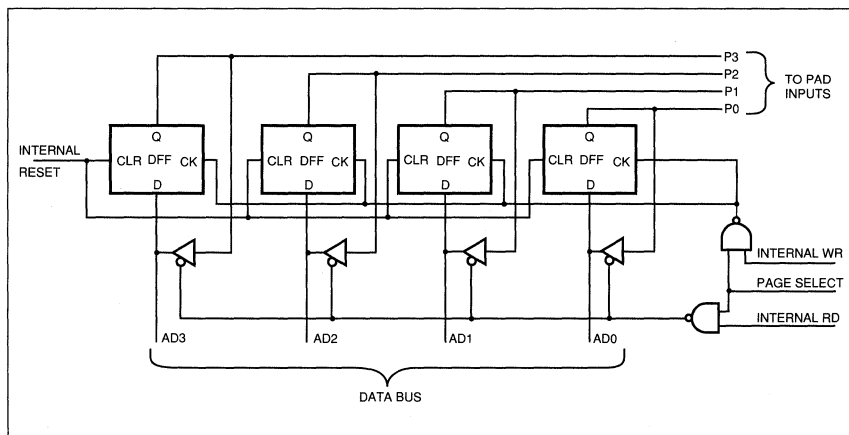 P3
P2
P1
P0
TO PAD
INPUTS
INTERNAL
RESET
Q
CLR DFF CK
D
Q
CLR DFF CK
D
Q
CLR DFF CK
D
Q
CLR DFF CK
D
INTERNAL WR
PAGE SELECT
INTERNAL RD
AD3
AD2
AD1
AD0
DATA BUS